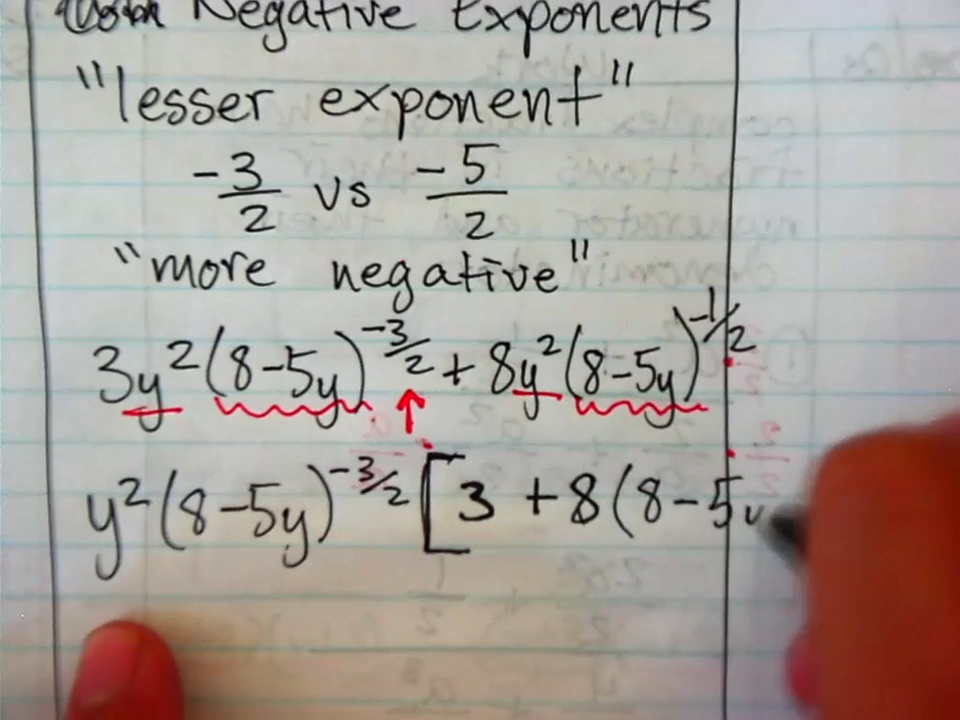 Negative Exponents
"lesser exponent"
-3/2 vs -5/2
"more negative"
3y²(8-5y)^-3/2 + 8y²(8-5y)^-1/2
y²(8-5y)^-3/2 [3 + 8(8-5y